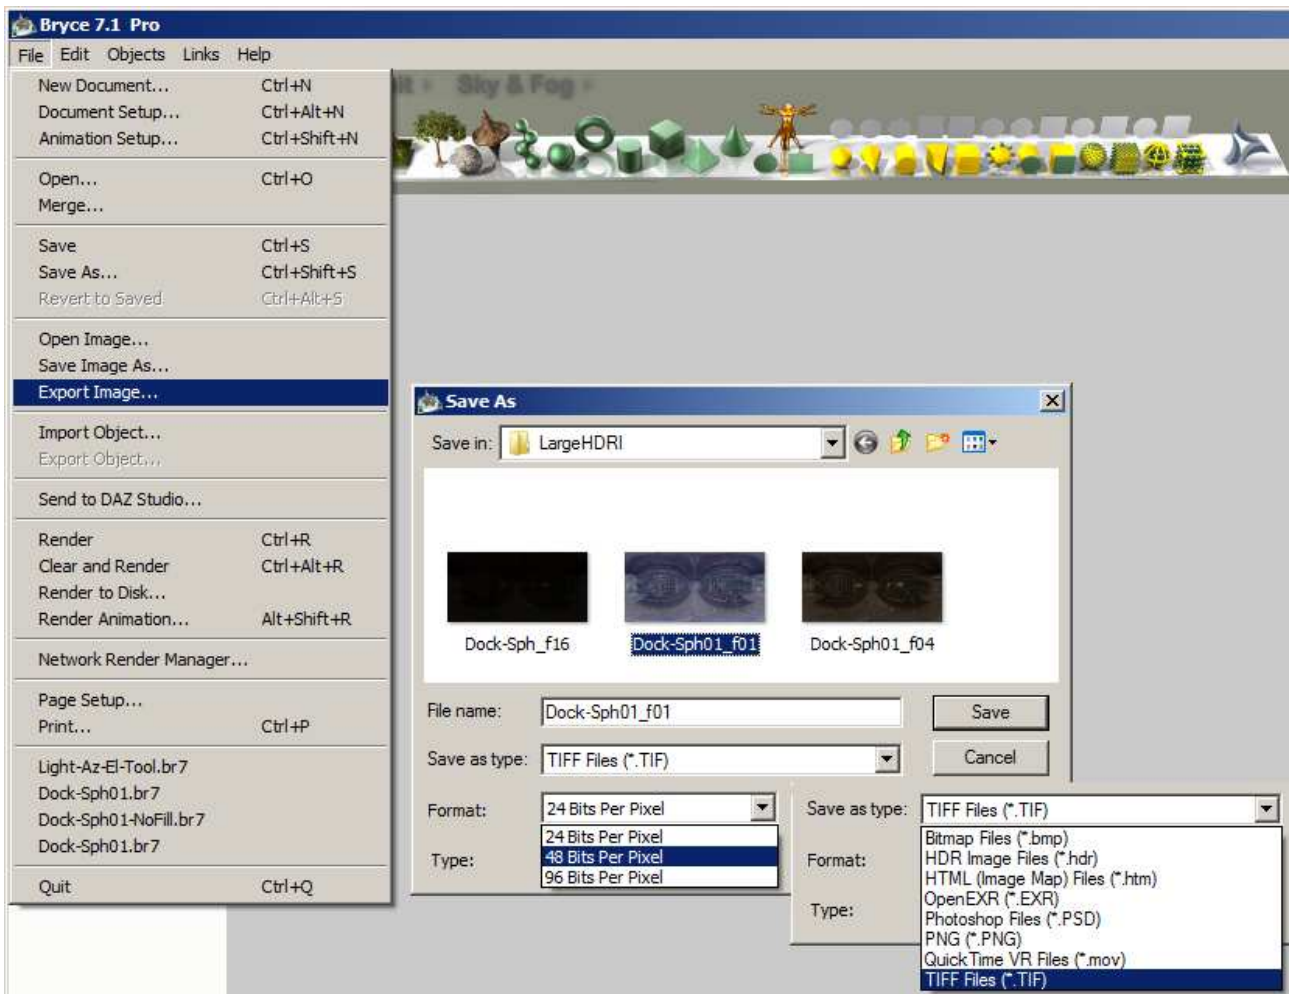 Bryce 7.1 Pro
File Edit Objects Links Help
New Document... Ctrl+N
Document Setup... Ctrl+Alt+N
Animation Setup... Ctrl+Shift+N
Open... Ctrl+O
Merge...
Save Ctrl+S
Save As... Ctrl+Shift+S
Revert to Saved Ctrl+Alt+S
Open Image...
Save Image As...
Export Image...
Import Object...
Export Object...
Send to DAZ Studio...
Render Ctrl+R
Clear and Render Ctrl+Alt+R
Render to Disk...
Render Animation... Alt+Shift+R
Network Render Manager...
Page Setup...
Print... Ctrl+P
Light-Az-El-Tool.br7
Dock-Sph01.br7
Dock-Sph01-NoFill.br7
Dock-Sph01.br7
Quit Ctrl+Q
Sky & Fog
Save As
Save in: LargeHDRI
Dock-Sph_f16 Dock-Sph01_f01 Dock-Sph01_f04
File name: Dock-Sph01_f01 Save
Save as type: TIFF Files (*.TIF) Cancel
Format: 24 Bits Per Pixel
24 Bits Per Pixel
48 Bits Per Pixel
96 Bits Per Pixel
Type:
Save as type: TIFF Files (*.TIF)
Bitmap Files (*.bmp)
HDR Image Files (*.hdr)
HTML (Image Map) Files (*.htm)
OpenEXR (*.EXR)
Photoshop Files (*.PSD)
PNG (*.PNG)
QuickTime VR Files (*.mov)
TIFF Files (*.TIF)
Format:
Type: